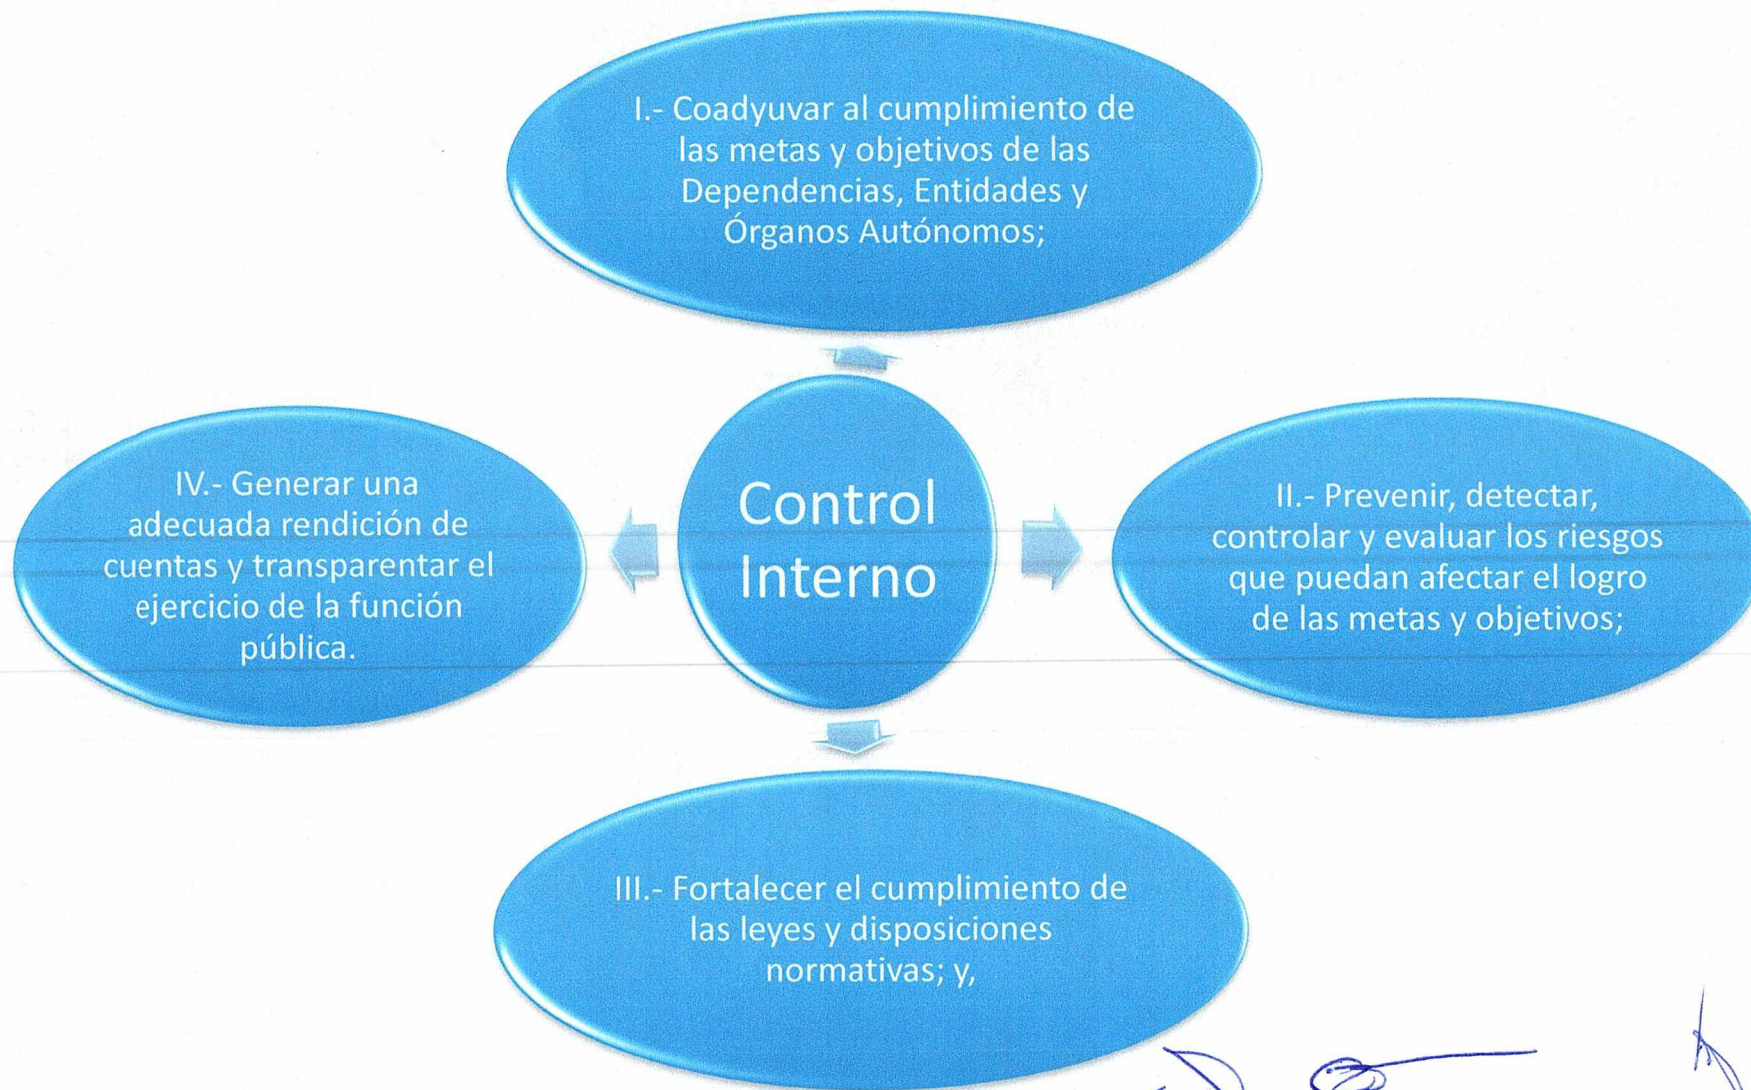 I.- Coadyuvar al cumplimiento de
las metas y objetivos de las
Dependencias, Entidades y
Órganos Autónomos;
Control
Interno
II.- Prevenir, detectar,
controlar y evaluar los riesgos
que puedan afectar el logro
de las metas y objetivos;
III.- Fortalecer el cumplimiento de
las leyes y disposiciones
normativas; y,
IV.- Generar una
adecuada rendición de
cuentas y transparentar el
ejercicio de la función
pública.